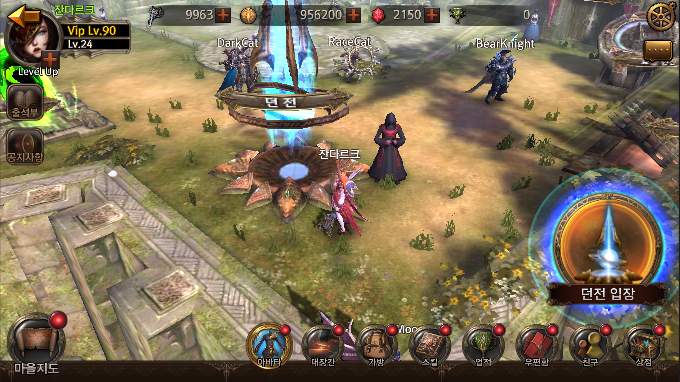 잔다르크
9963
956200
2150
0
Vip Lv.90
Lv.24
Level Up
DarkCat
RageCat
BearKnight
출석부
던 전
공지사항
잔다르크
던전 입장
마을지도
아바타
대장간
가방
스킬
업적
우편함
친구
상점